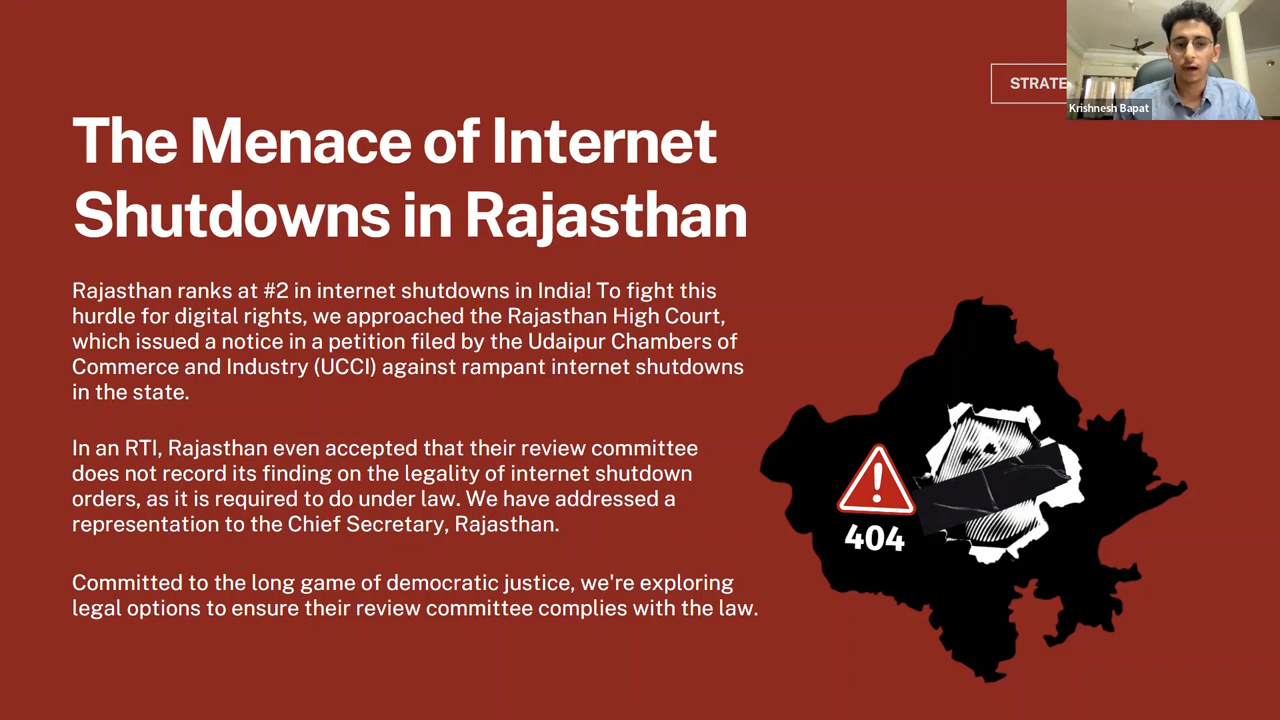 STRATE
Krishnesh Bapat
The Menace of Internet
Shutdowns in Rajasthan
Rajasthan ranks at #2 in internet shutdowns in India! To fight this
hurdle for digital rights, we approached the Rajasthan High Court,
which issued a notice in a petition filed by the Udaipur Chambers of
Commerce and Industry (UCCI) against rampant internet shutdowns
in the state.
In an RTI, Rajasthan even accepted that their review committee
does not record its finding on the legality of internet shutdown
orders, as it is required to do under law. We have addressed a
representation to the Chief Secretary, Rajasthan.
Committed to the long game of democratic justice, we're exploring
legal options to ensure their review committee complies with the law.
404